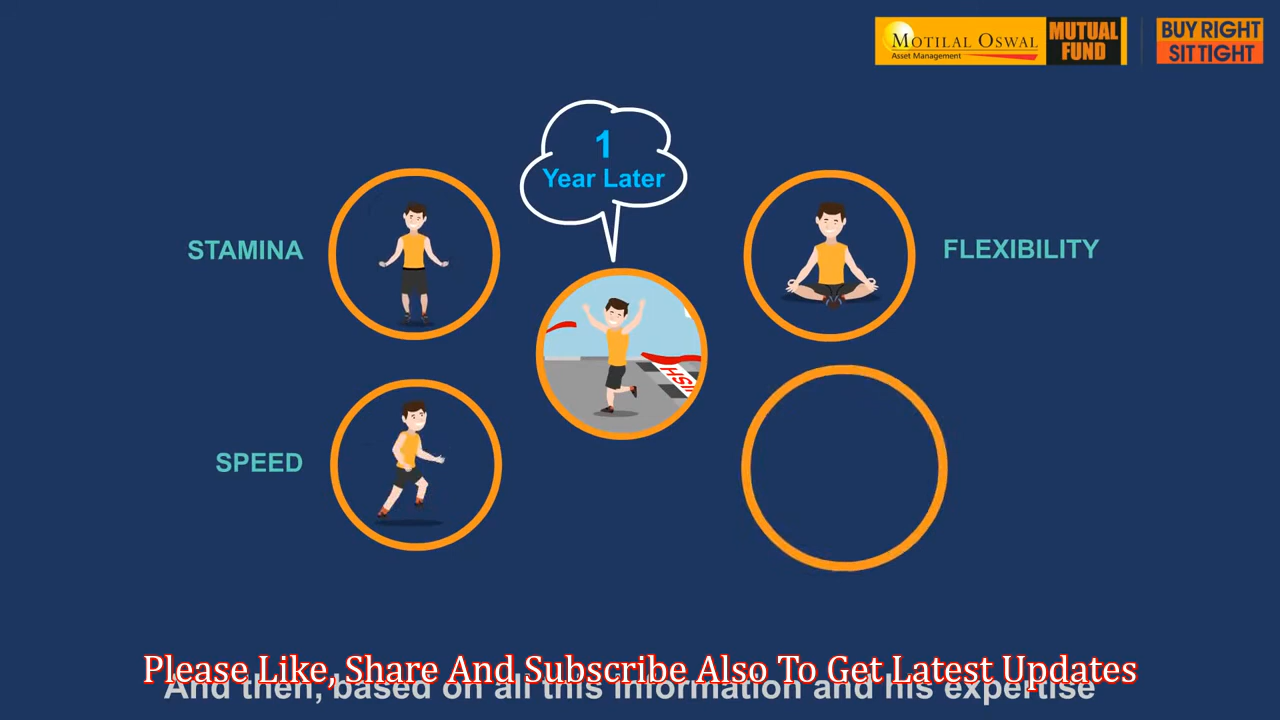 MOTILAL OSWAL
Asset Management
MUTUAL
FUND
BUY RIGHT
SIT TIGHT
1
Year Later
STAMINA
FLEXIBILITY
SPEED
Please Like, Share And Subscribe Also To Get Latest Updates
And then, based on all this information and his expertise